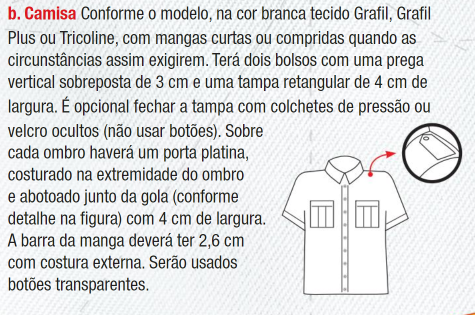 b. Camisa Conforme o modelo, na cor branca tecido Grafil, Grafil
Plus ou Tricoline, com mangas curtas ou compridas quando as
circunstâncias assim exigirem. Terá dois bolsos com uma prega
vertical sobreposta de 3 cm e uma tampa retangular de 4 cm de
largura. É opcional fechar a tampa com colchetes de pressão ou
velcro ocultos (não usar botões). Sobre
cada ombro haverá um porta platina,
costurado na extremidade do ombro
e abotoado junto da gola (conforme
detalhe na figura) com 4 cm de largura.
A barra da manga deverá ter 2,6 cm
com costura externa. Serão usados
botões transparentes.